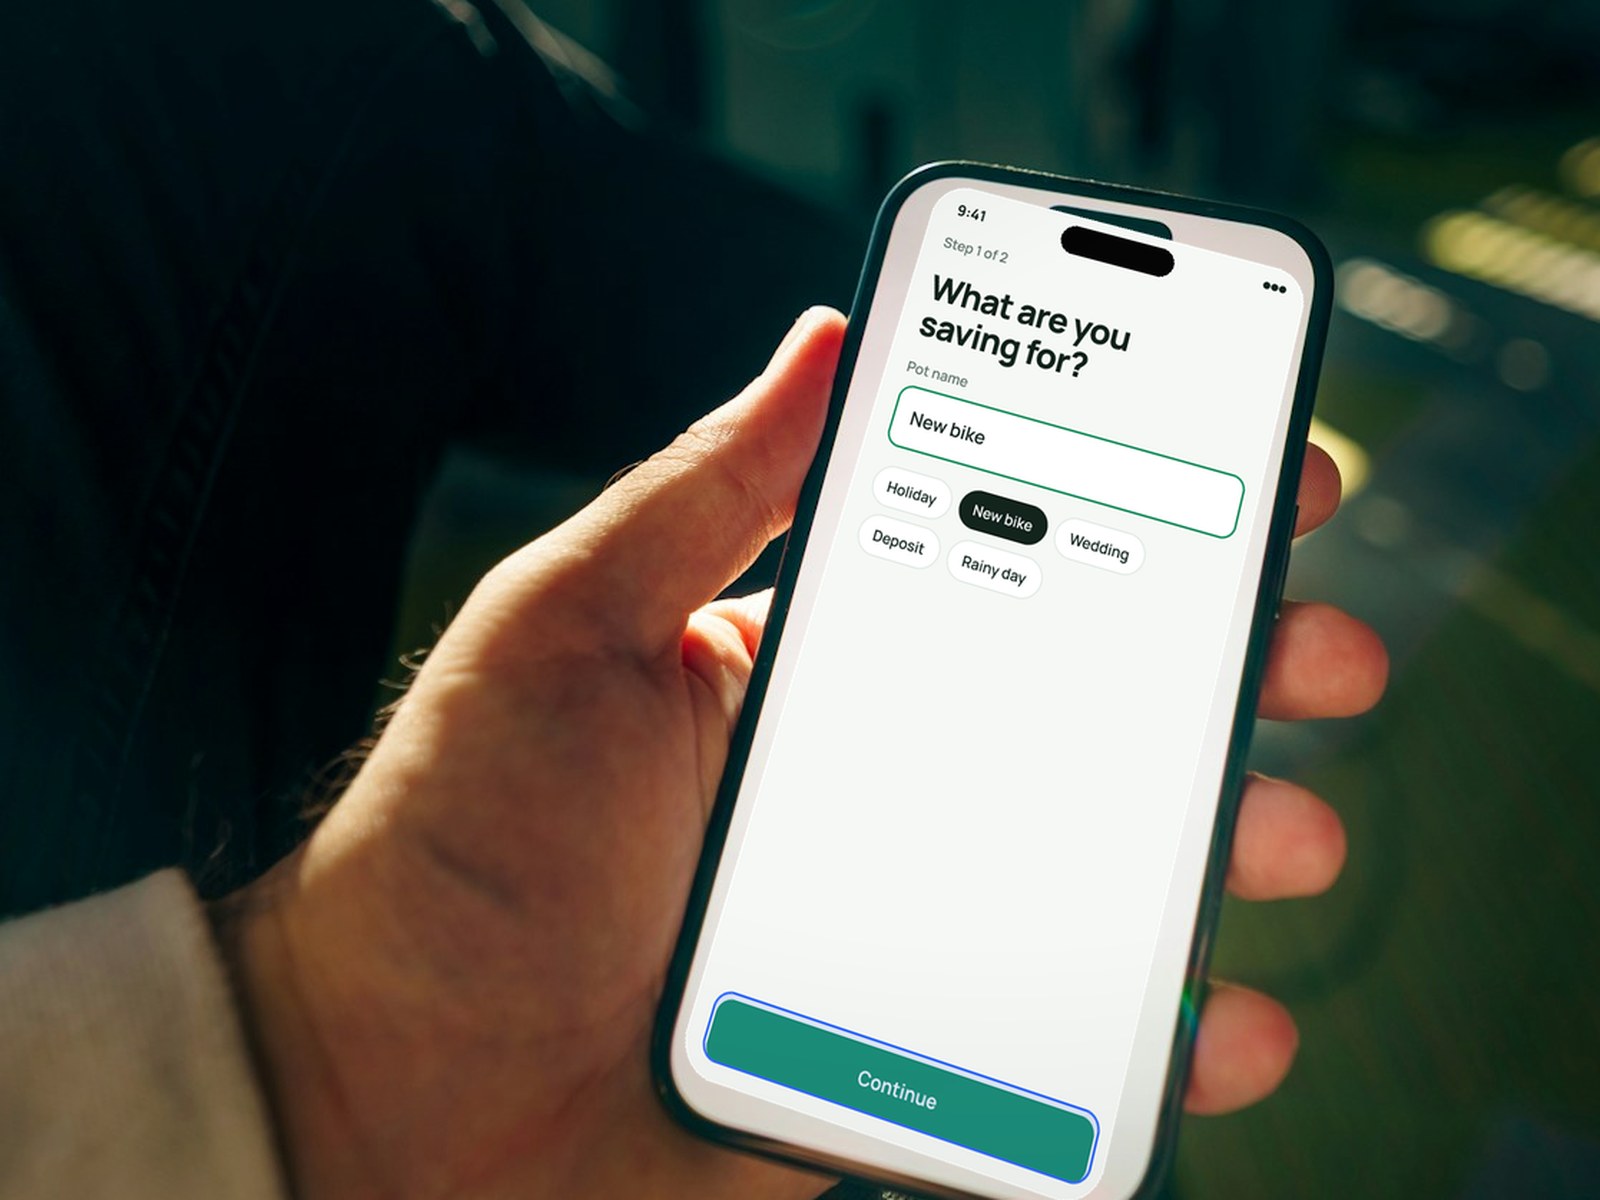 9:41
Step 1 of 2
What are you
saving for?
Pot name
New bike
Holiday
New bike
Wedding
Deposit
Rainy day
Continue